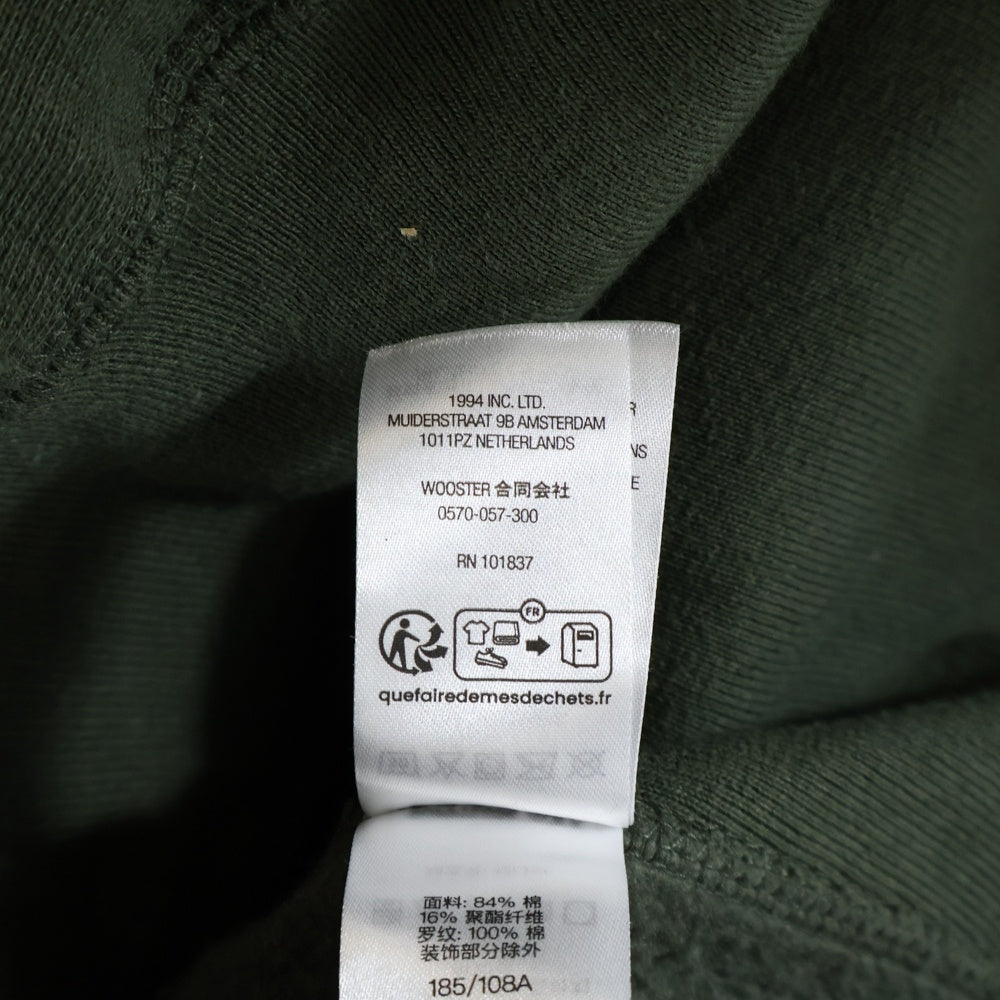 1994 INC. LTD.
MUIDERSTRAAT 9B AMSTERDAM
1011PZ NETHERLANDS
WOOSTER 合同会社
0570-057-300
RN 101837
FR
quefairedemesdechets.fr
R
NS
E
面料: 84% 棉
16% 聚酯纤维
罗纹: 100% 棉
装饰部分除外
185/108A